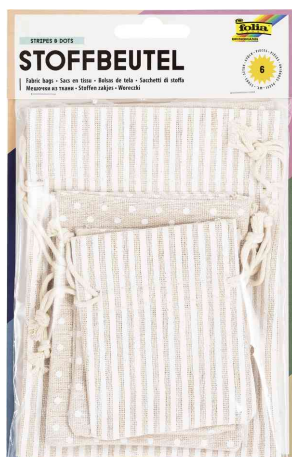 folia
STRIPES & DOTS
STOFFBEUTEL
Fabric bags • Sacs en tissu • Bolsas de tela • Sacchetti di stoffa
Мешочки из ткани • Stoffen zakjes • Woreczki
6